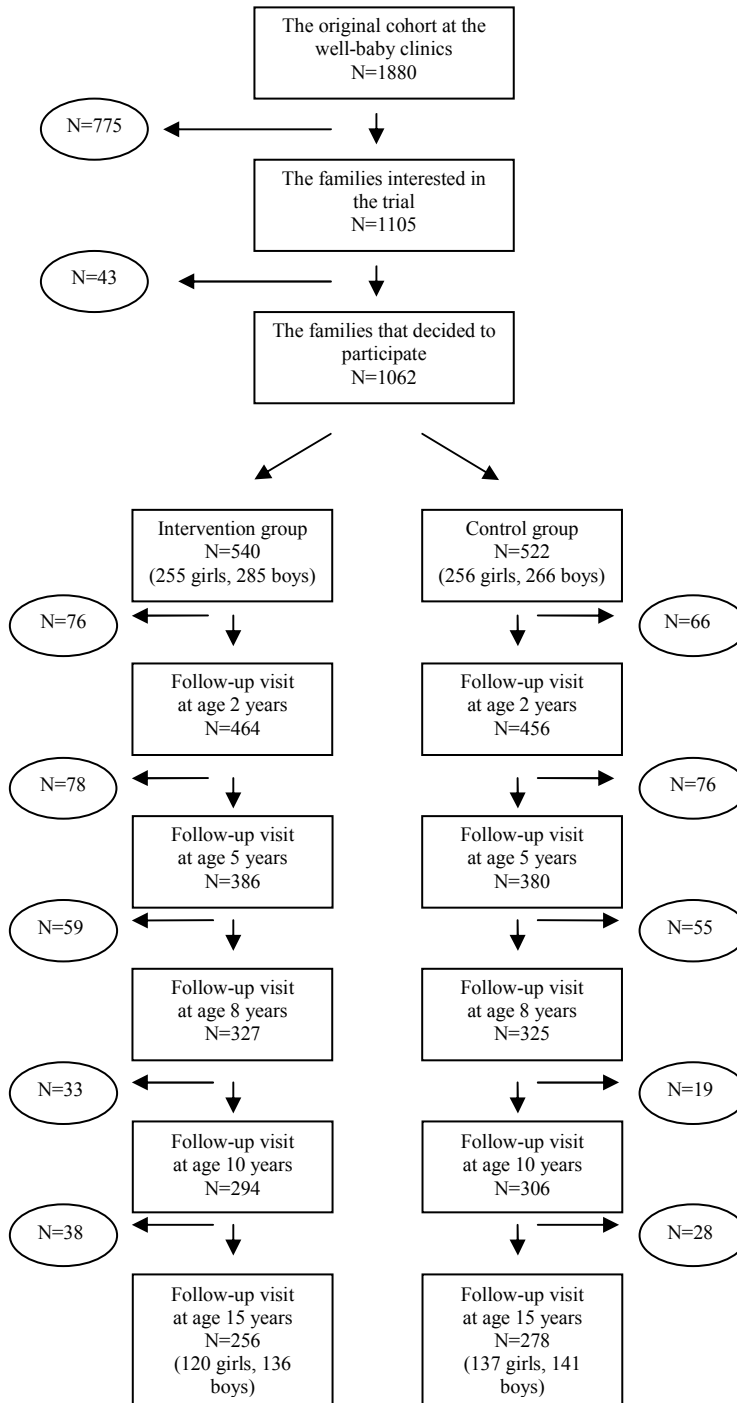 The original cohort at the
well-baby clinics
N=1880
N=775
The families interested in
the trial
N=1105
N=43
The families that decided to
participate
N=1062
Intervention group
N=540
(255 girls, 285 boys)
Control group
N=522
(256 girls, 266 boys)
N=76
N=66
Follow-up visit
at age 2 years
N=464
Follow-up visit
at age 2 years
N=456
N=78
N=76
Follow-up visit
at age 5 years
N=386
Follow-up visit
at age 5 years
N=380
N=59
N=55
Follow-up visit
at age 8 years
N=327
Follow-up visit
at age 8 years
N=325
N=33
N=19
Follow-up visit
at age 10 years
N=294
Follow-up visit
at age 10 years
N=306
N=38
N=28
Follow-up visit
at age 15 years
N=256
(120 girls, 136
boys)
Follow-up visit
at age 15 years
N=278
(137 girls, 141
boys)